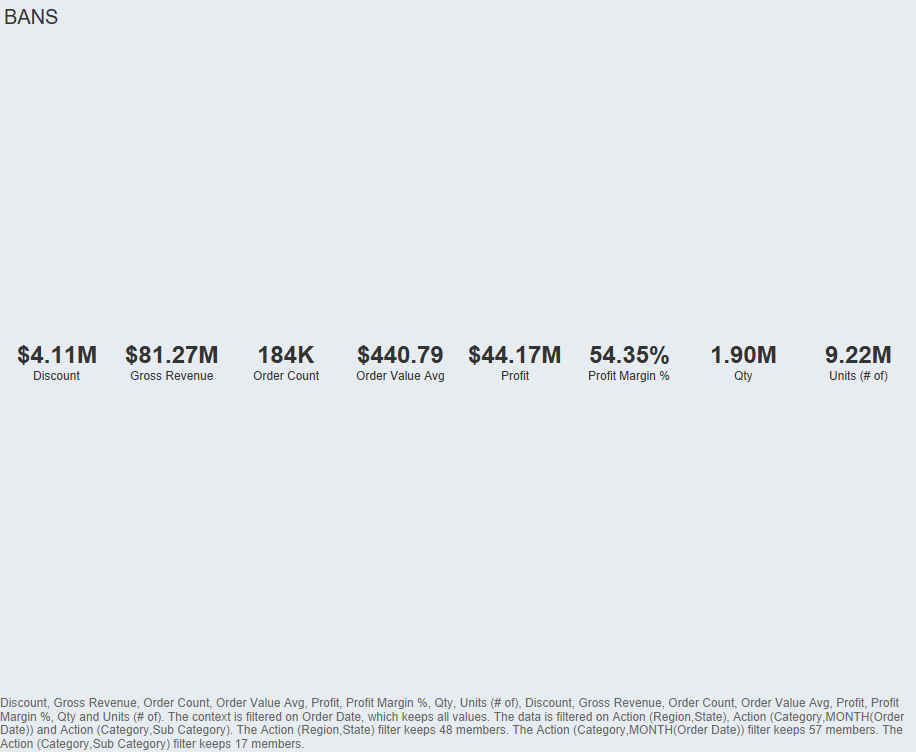 BANS
$4.11M $81.27M 184K $440.79 $44.17M 54.35% 1.90M 9.22M
Discount Gross Revenue Order Count Order Value Avg Profit Profit Margin % Qty Units (# of)
Discount, Gross Revenue, Order Count, Order Value Avg, Profit, Profit Margin %, Qty, Units (# of), Discount, Gross Revenue, Order Count, Order Value Avg, Profit, Profit
Margin %, Qty and Units (# of). The context is filtered on Order Date, which keeps all values. The data is filtered on Action (Region,State), Action (Category,MONTH(Order
Date)) and Action (Category,Sub Category). The Action (Region,State) filter keeps 48 members. The Action (Category,MONTH(Order Date)) filter keeps 57 members. The
Action (Category,Sub Category) filter keeps 17 members.